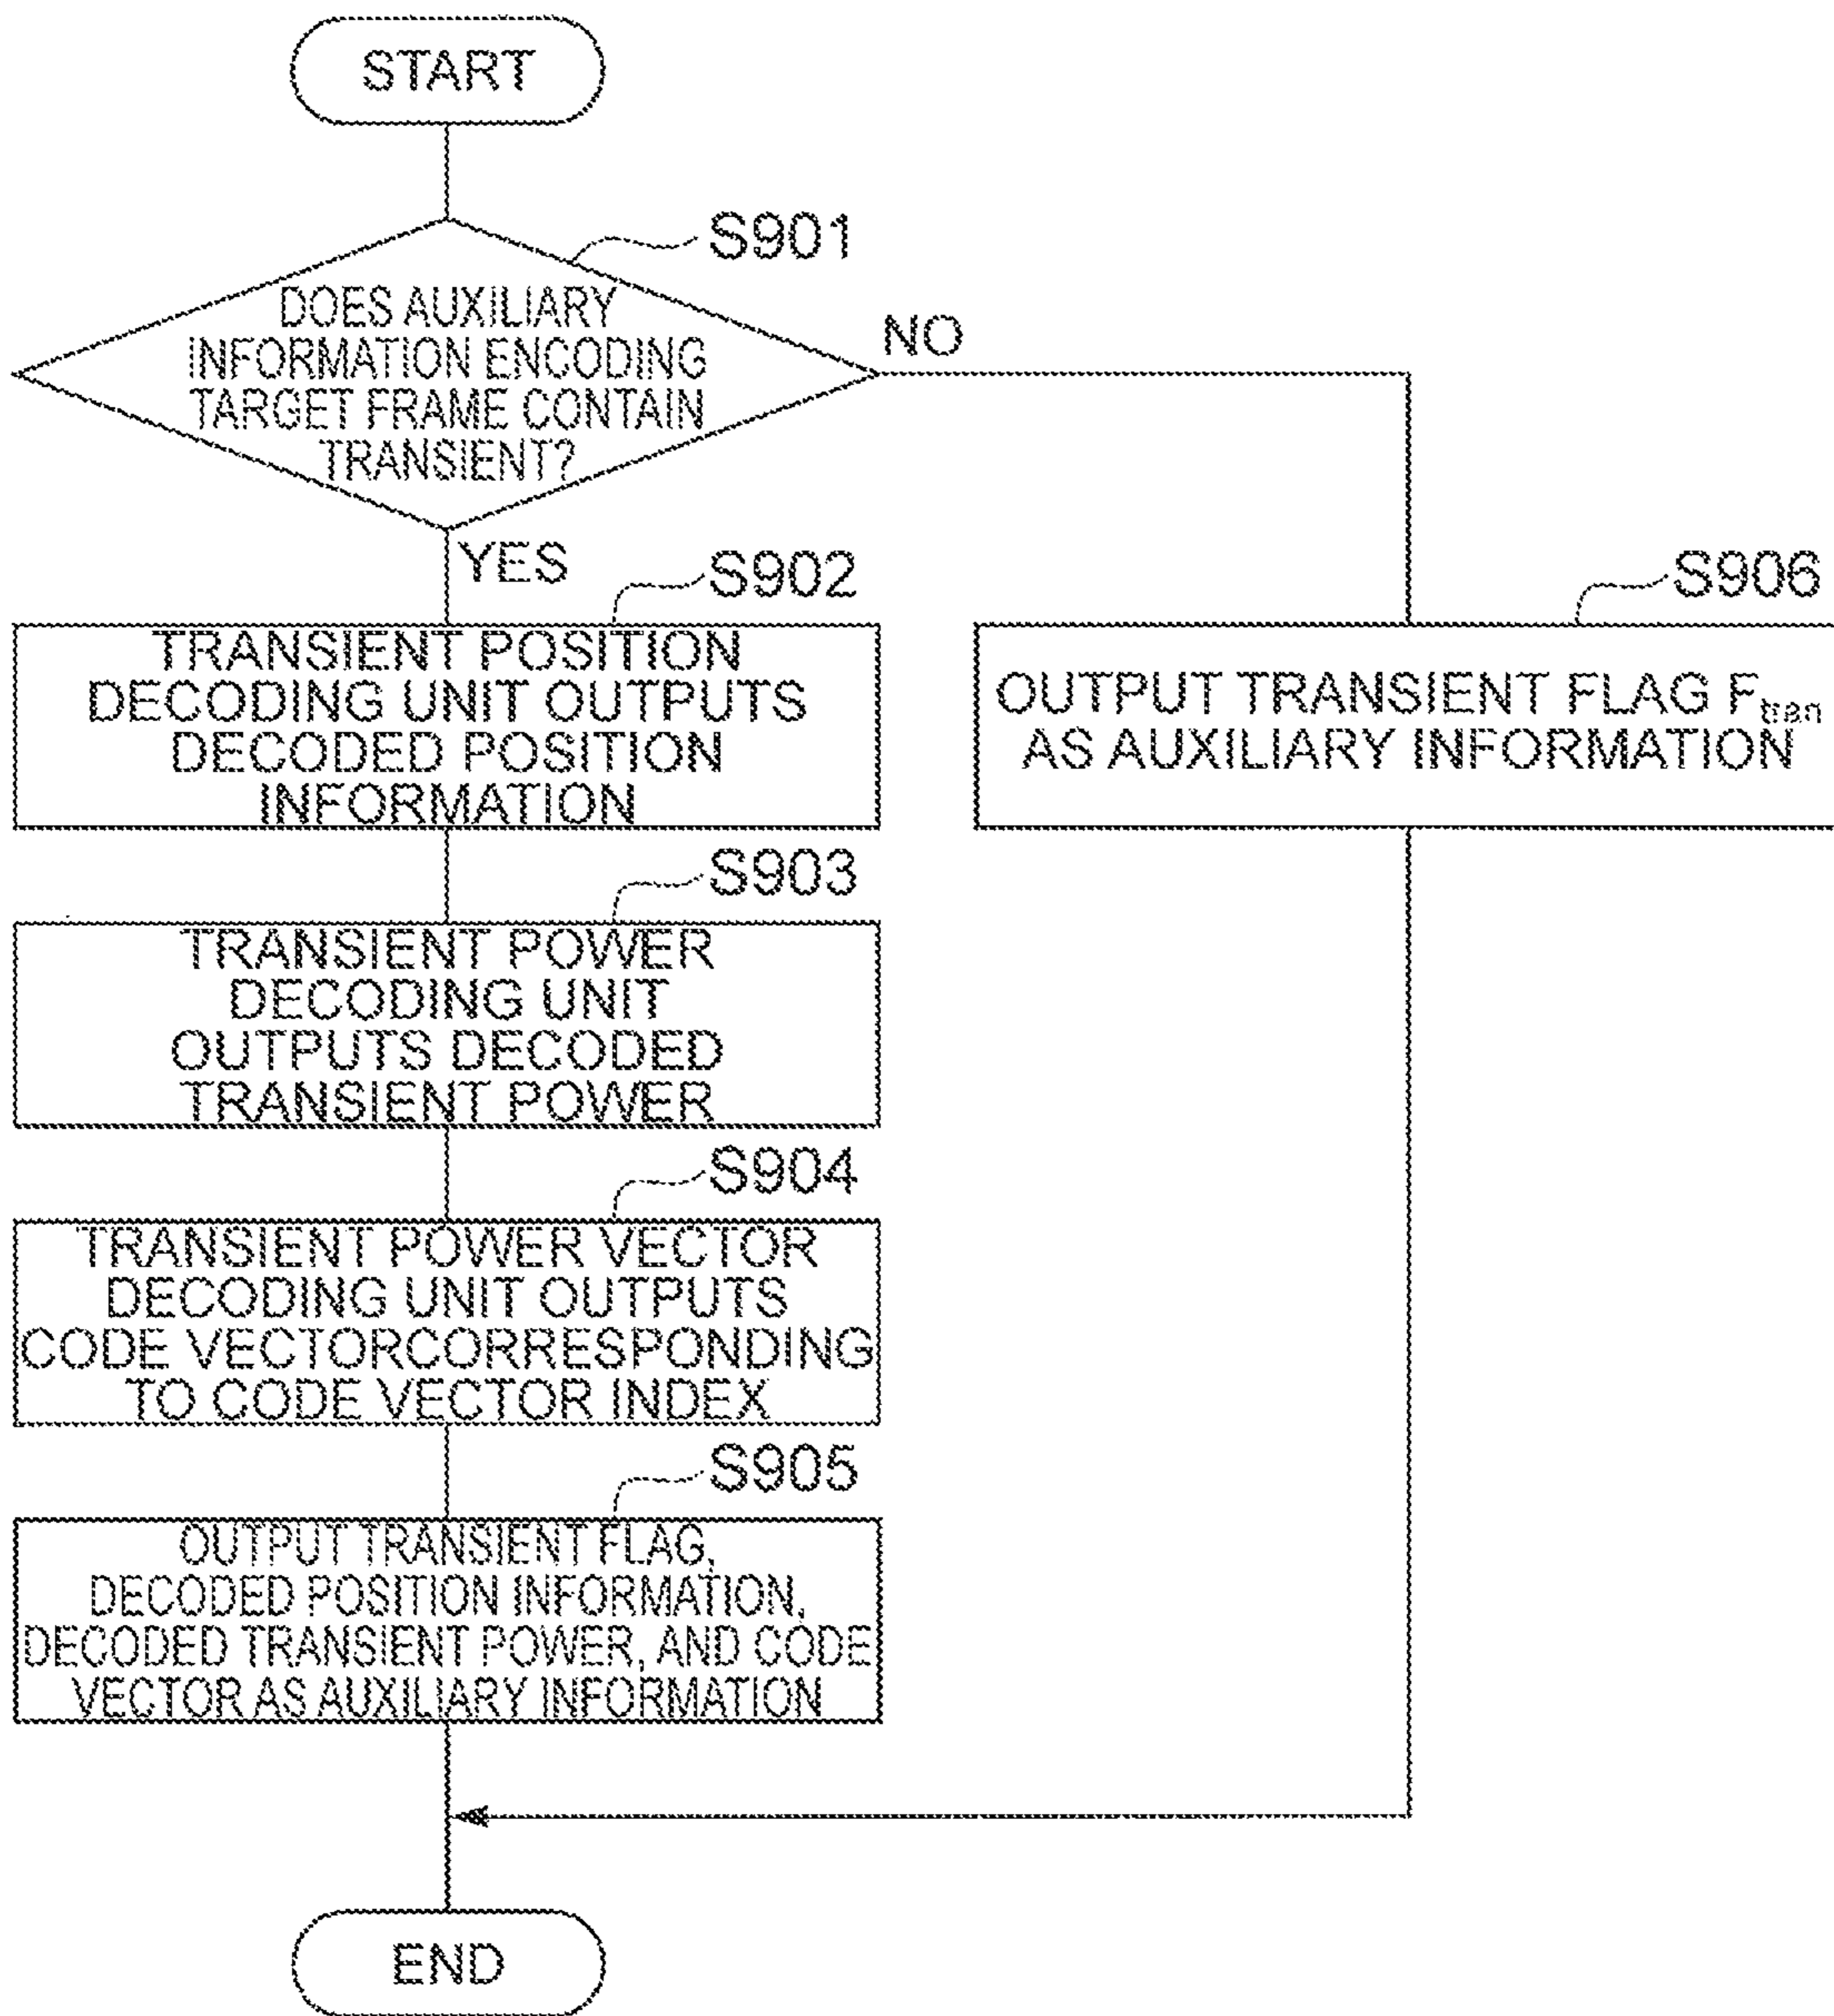 START
S901
DOES AUXILIARY
INFORMATION ENCODING
TARGET FRAME CONTAIN
TRANSIENT?
NO
YES
S902
TRANSIENT POSITION
DECODING UNIT OUTPUTS
DECODED POSITION
INFORMATION
S906
OUTPUT TRANSIENT FLAG Ftran
AS AUXILIARY INFORMATION
S903
TRANSIENT POWER
DECODING UNIT
OUTPUTS DECODED
TRANSIENT POWER
S904
TRANSIENT POWER VECTOR
DECODING UNIT OUTPUTS
CODE VECTORCORRESPONDING
TO CODE VECTOR INDEX
S905
OUTPUT TRANSIENT FLAG,
DECODED POSITION INFORMATION,
DECODED TRANSIENT POWER, AND CODE
VECTOR AS AUXILIARY INFORMATION
END